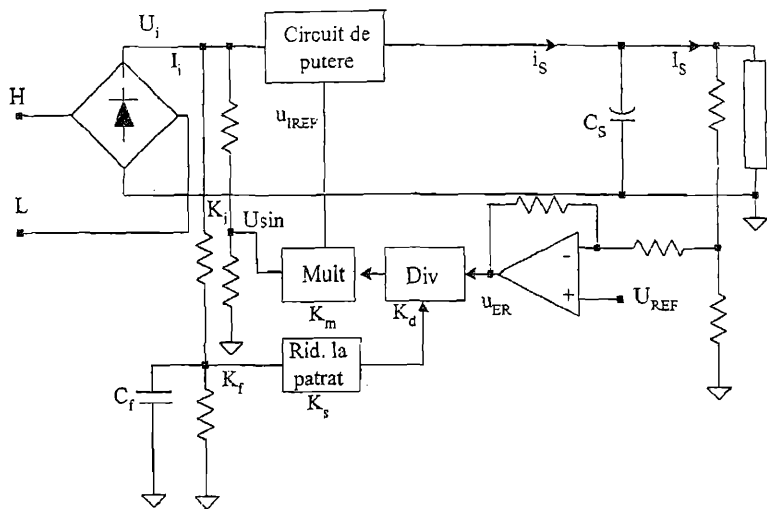 U_i
I_i
Circuit de
putere
i_S
I_S
H
u_IREF
C_S
L
K_i
Usin
Mult
Div
-
+
K_m
K_d
u_ER
U_REF
Rid. la
patrat
C_f
K_f
K_s